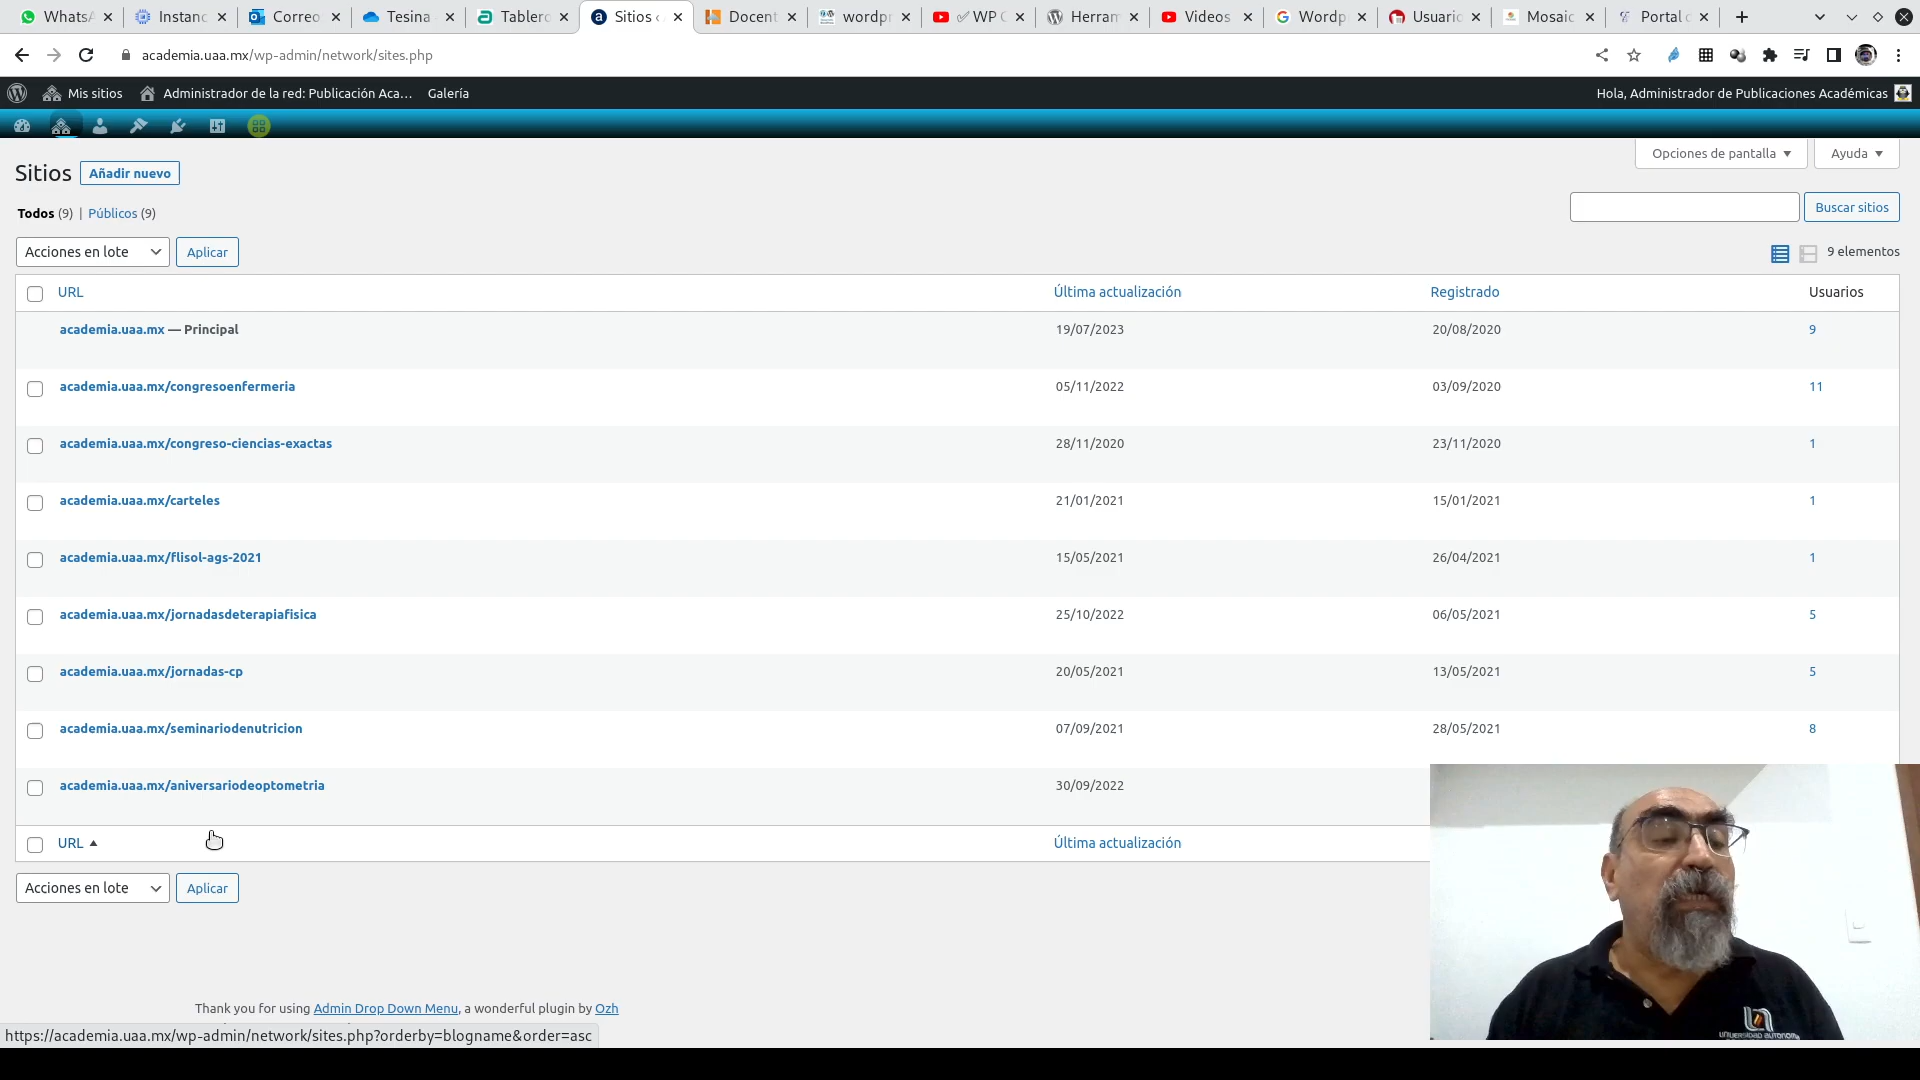 WhatsA
Instanc
Correo
Tesina
Tablero
Sitios
Docent
wordpr
WP C
Herram
Videos
Wordp
Usuario
Mosaic
Portal
academia.uaa.mx/wp-admin/network/sites.php
Mis sitios
Administrador de la red: Publicación Aca...
Galería
Hola, Administrador de Publicaciones Académicas
Opciones de pantalla
Ayuda
Sitios
Añadir nuevo
Todos (9) | Públicos (9)
Buscar sitios
Acciones en lote
Aplicar
9 elementos
URL
Última actualización
Registrado
Usuarios
academia.uaa.mx — Principal
19/07/2023
20/08/2020
9
academia.uaa.mx/congresoenfermeria
05/11/2022
03/09/2020
11
academia.uaa.mx/congreso-ciencias-exactas
28/11/2020
23/11/2020
1
academia.uaa.mx/carteles
21/01/2021
15/01/2021
1
academia.uaa.mx/flisol-ags-2021
15/05/2021
26/04/2021
1
academia.uaa.mx/jornadasdeterapiafisica
25/10/2022
06/05/2021
5
academia.uaa.mx/jornadas-cp
20/05/2021
13/05/2021
5
academia.uaa.mx/seminariodenutricion
07/09/2021
28/05/2021
8
academia.uaa.mx/aniversariodeoptometria
30/09/2022
URL
Última actualización
Acciones en lote
Aplicar
Thank you for using Admin Drop Down Menu, a wonderful plugin by Ozh
https://academia.uaa.mx/wp-admin/network/sites.php?orderby=blogname&order=asc
UNIVERSIDAD AUTONOMA